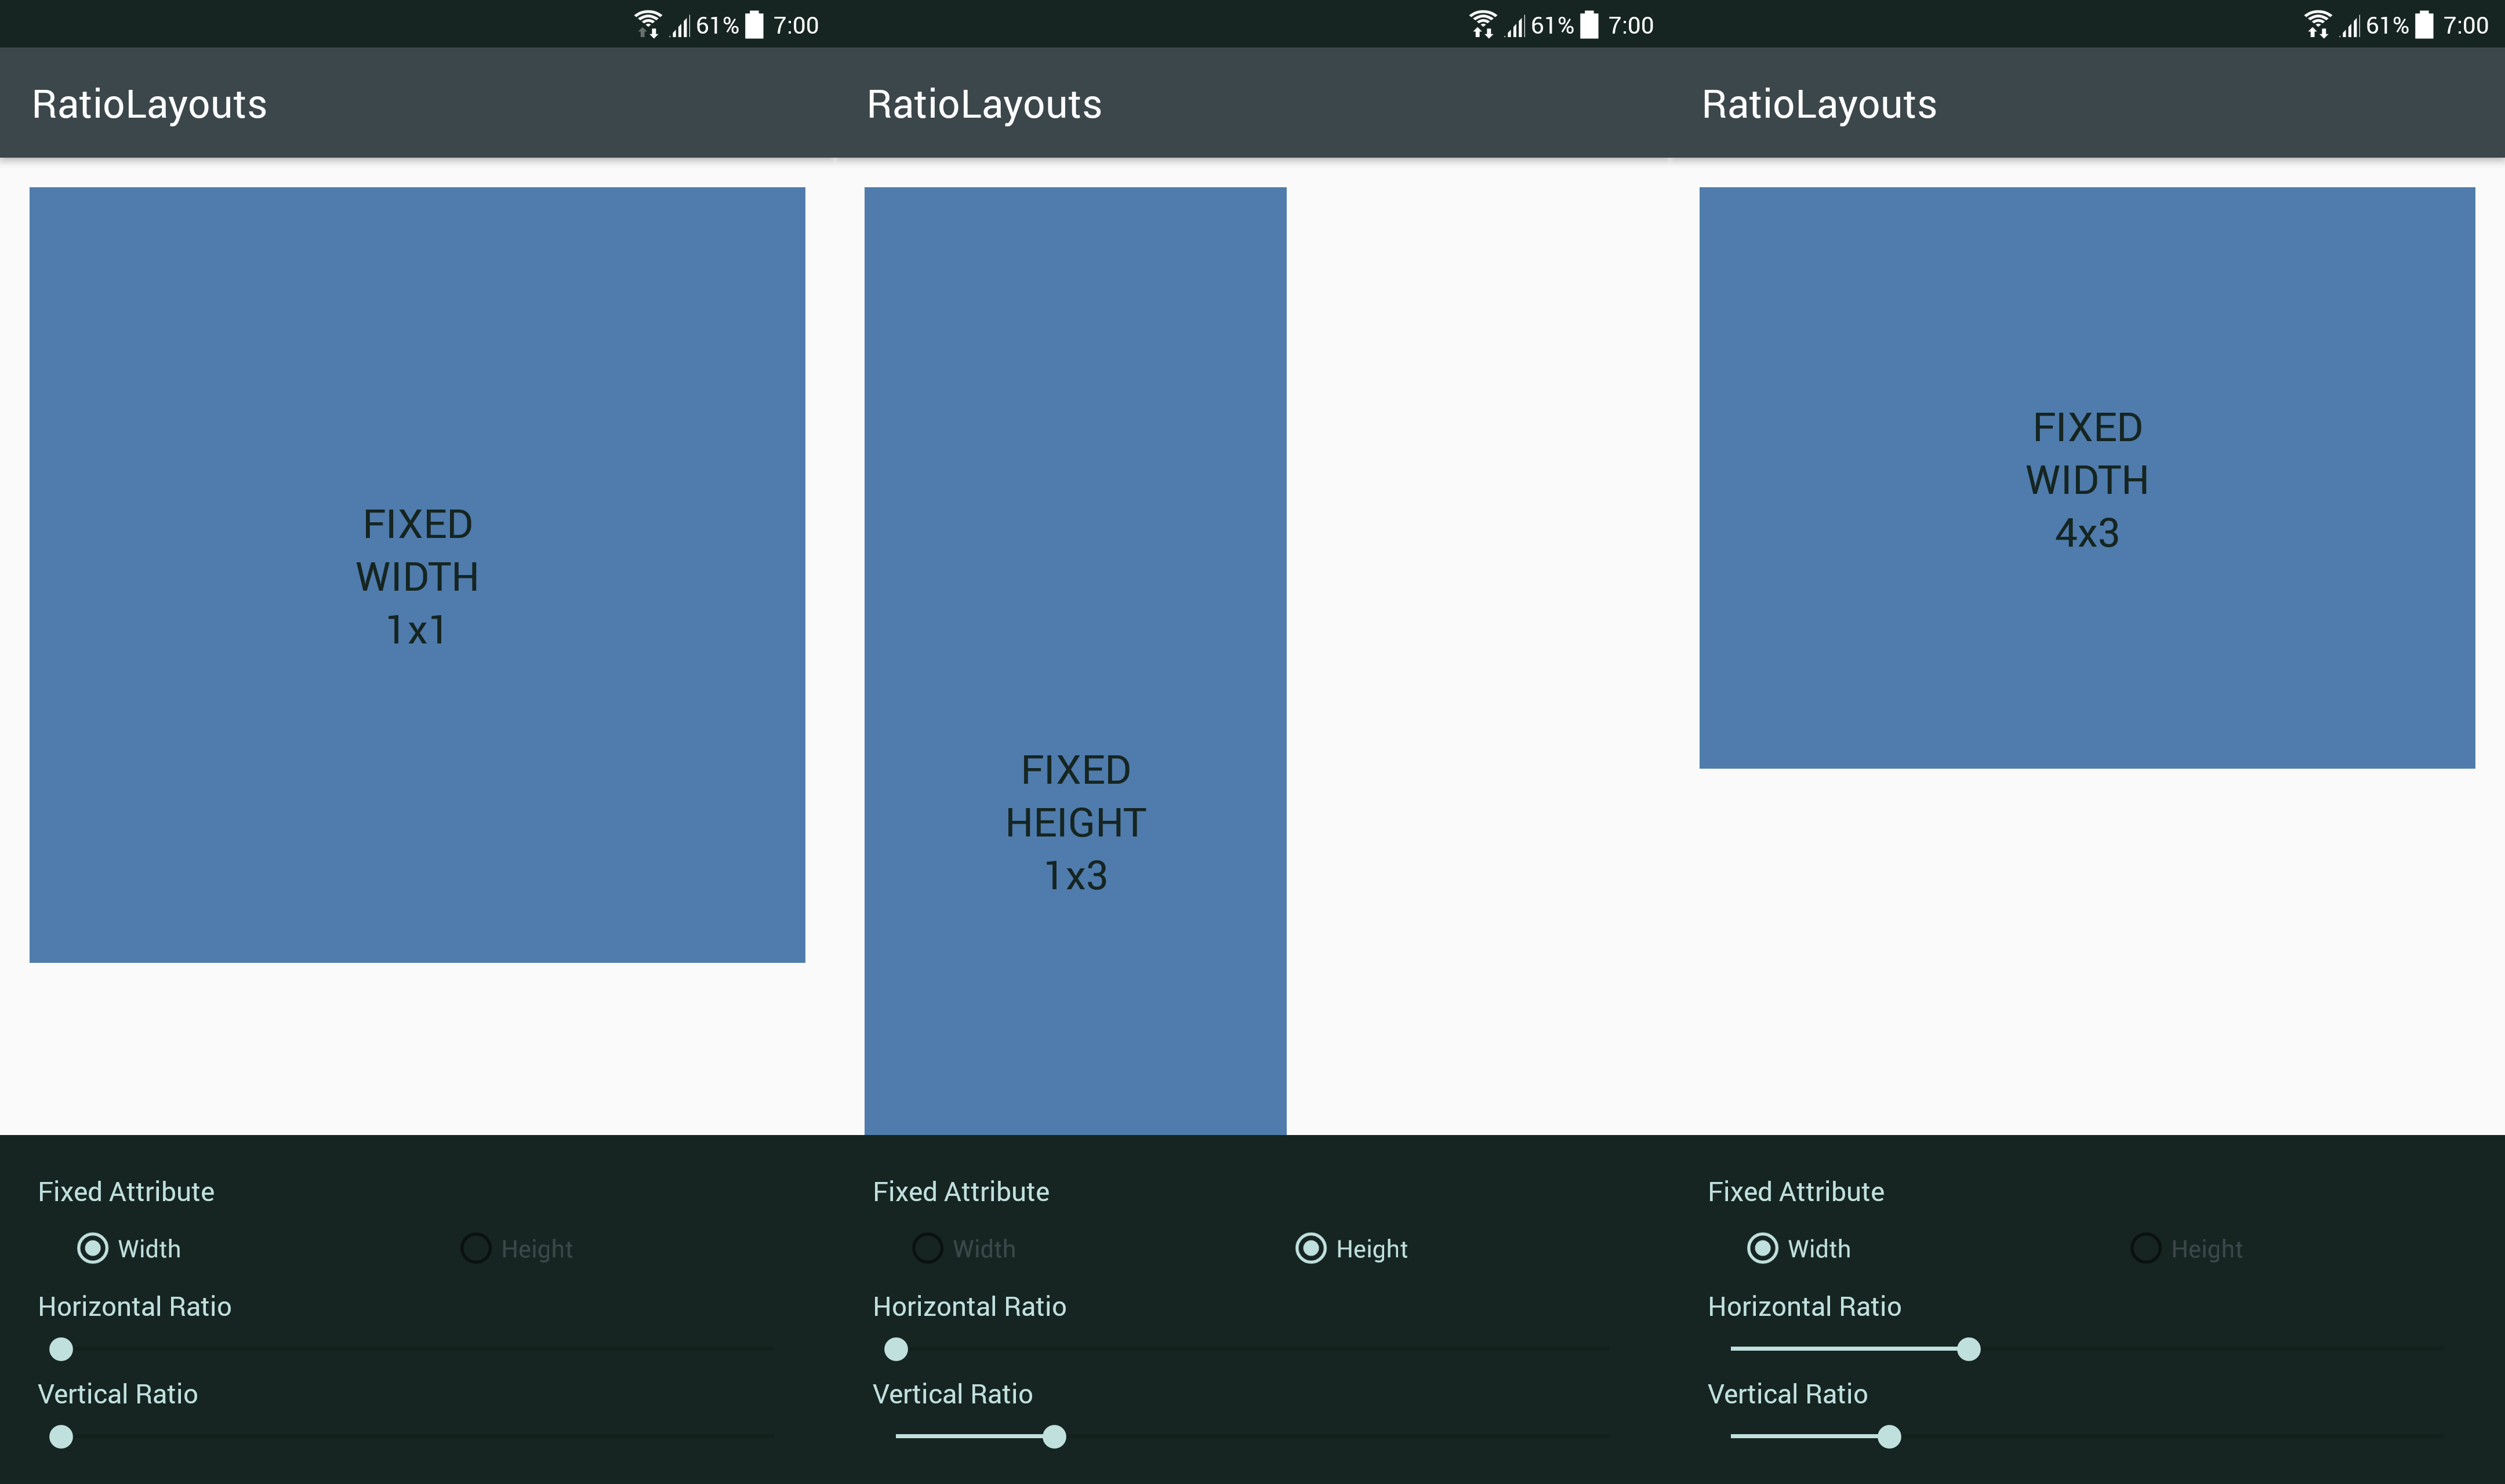 61% 7:00
RatioLayouts
FIXED
WIDTH
1x1
Fixed Attribute
Width Height
Horizontal Ratio
Vertical Ratio
61% 7:00
RatioLayouts
FIXED
HEIGHT
1x3
Fixed Attribute
Width Height
Horizontal Ratio
Vertical Ratio
61% 7:00
RatioLayouts
FIXED
WIDTH
4x3
Fixed Attribute
Width Height
Horizontal Ratio
Vertical Ratio